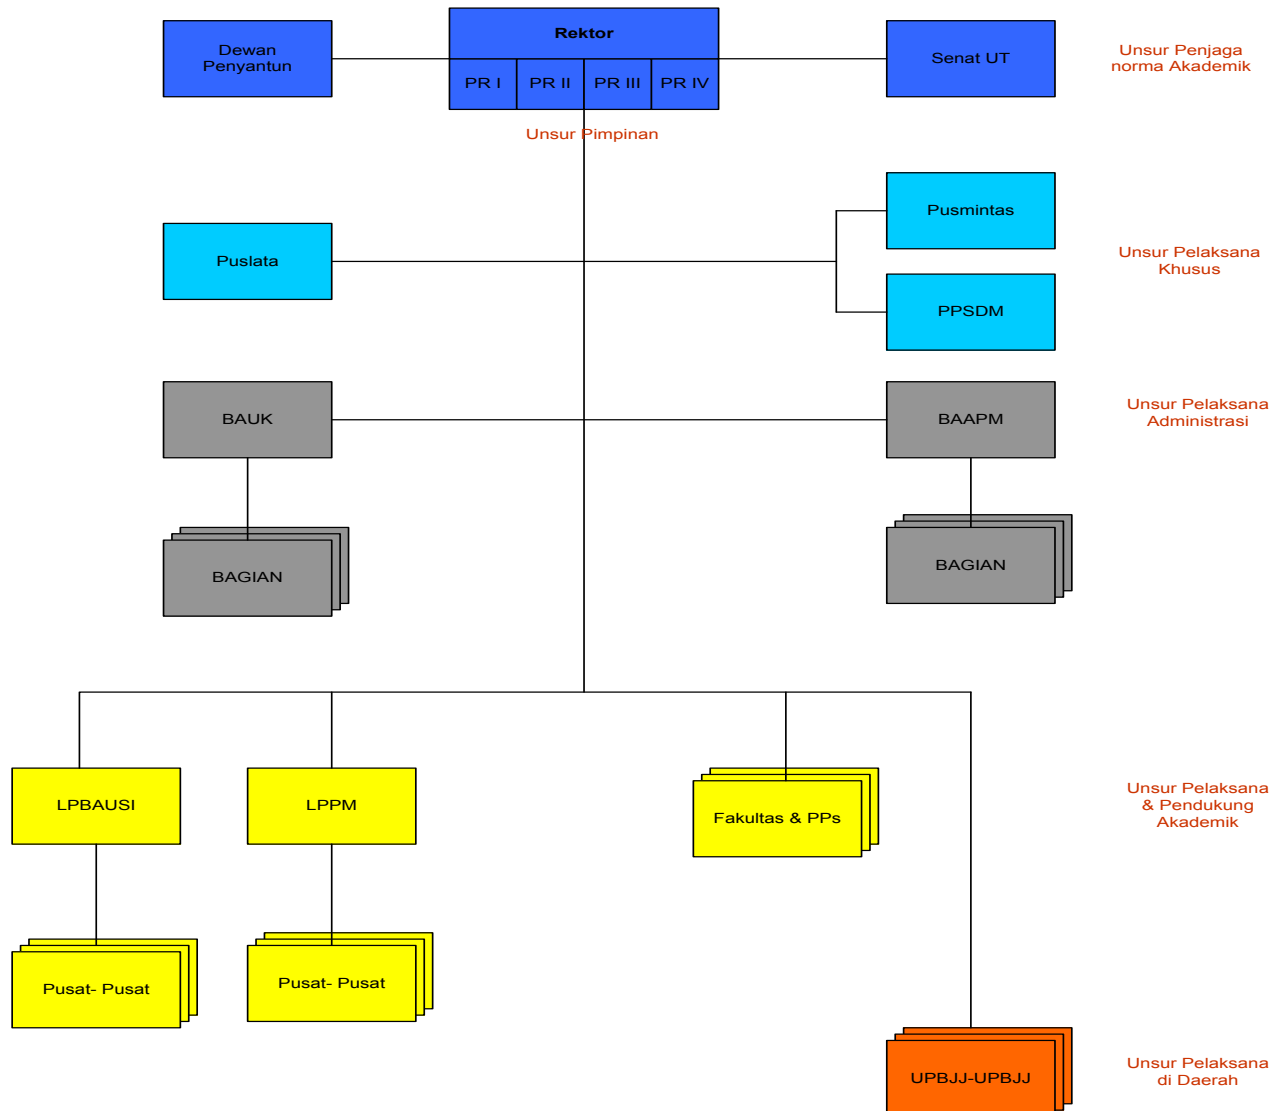 Rektor
Dewan
Penyantun
Senat UT
Unsur Penjaga
norma Akademik
PR I
PR II
PR III
PR IV
Unsur Pimpinan
Pusmintas
Puslata
Unsur Pelaksana
Khusus
PPSDM
BAUK
BAAPM
Unsur Pelaksana
Administrasi
BAGIAN
BAGIAN
LPBAUSI
LPPM
Fakultas & PPs
Unsur Pelaksana
& Pendukung
Akademik
Pusat- Pusat
Pusat- Pusat
UPBJJ-UPBJJ
Unsur Pelaksana
di Daerah